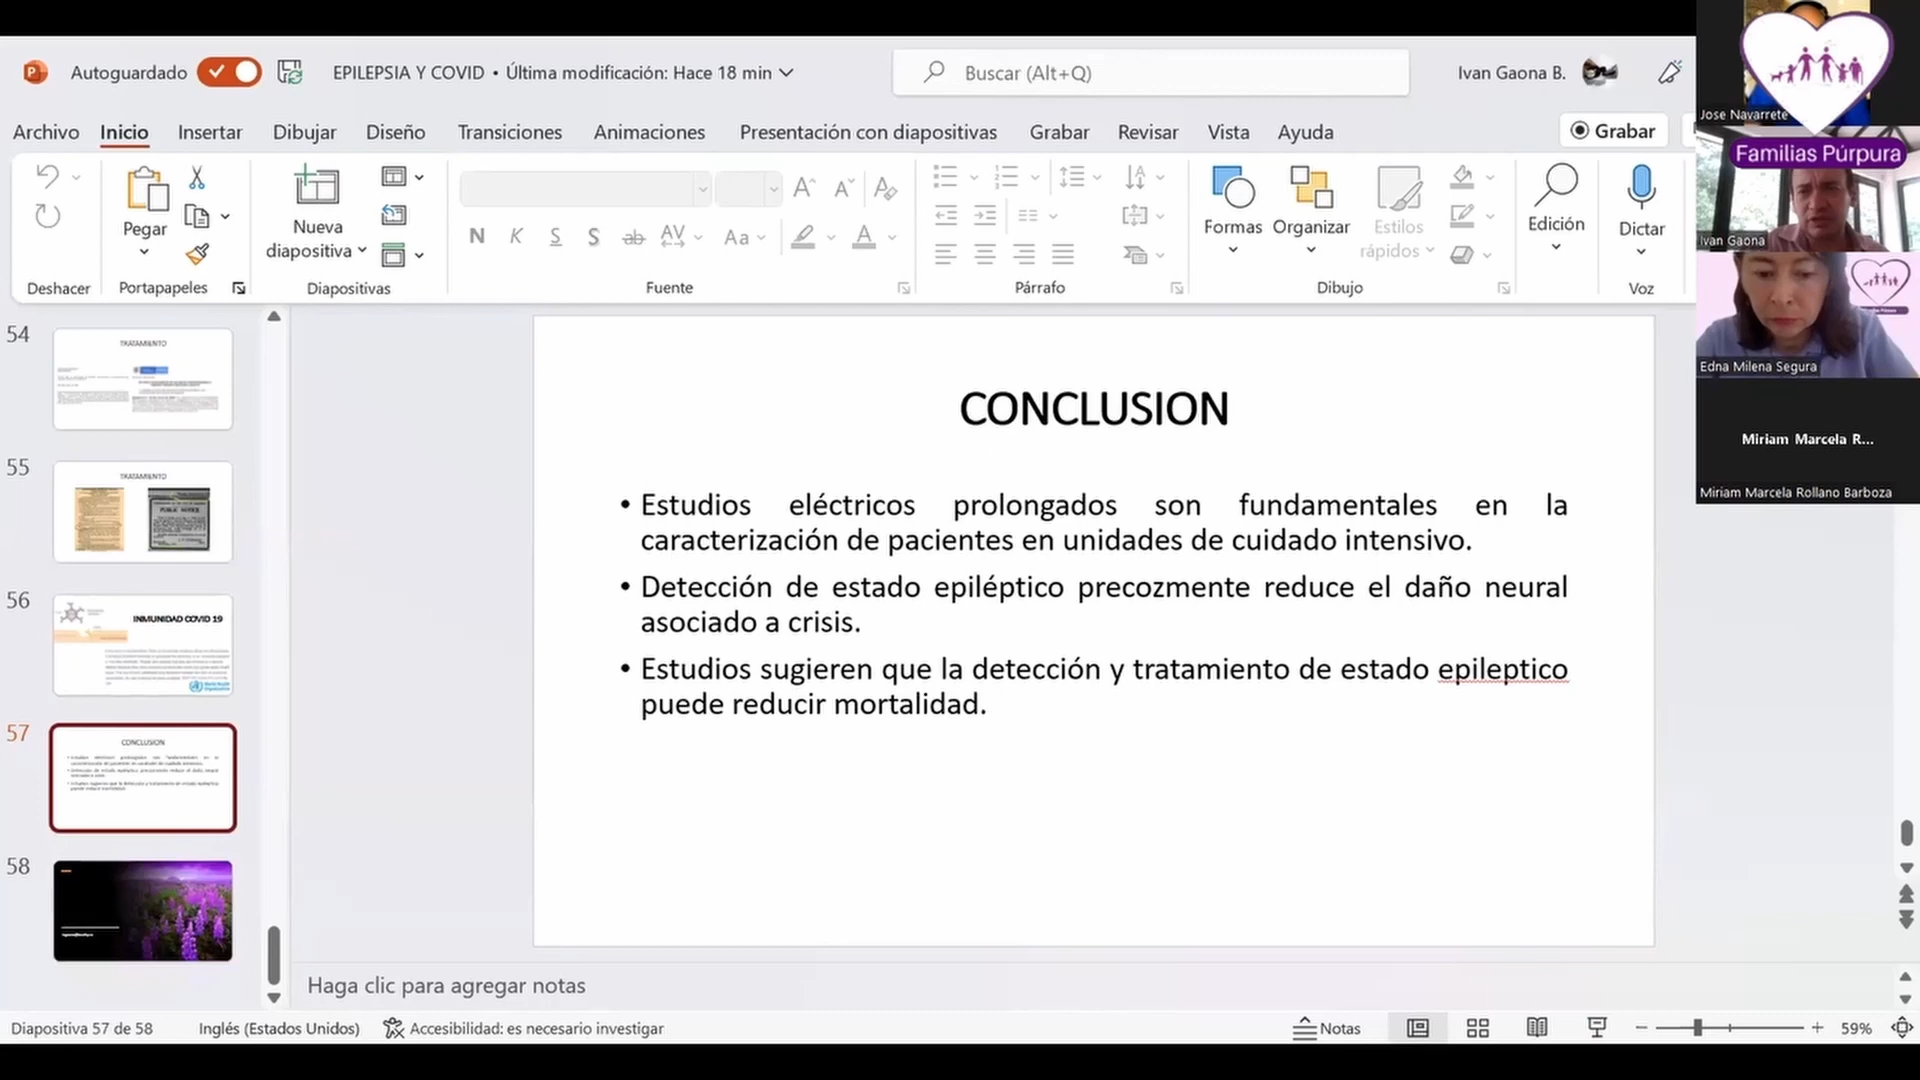 Autoguardado
EPILEPSIA Y COVID • Última modificación: Hace 18 min
Buscar (Alt+Q)
Ivan Gaona B.
Archivo Inicio Insertar Dibujar Diseño Transiciones Animaciones Presentación con diapositivas Grabar Revisar Vista Ayuda
Grabar
Pegar
Nueva
diapositiva
N K S S ab AV Aa A
Formas
Organizar
Estilos
rápidos
Edición
Dictar
Deshacer Portapapeles Diapositivas Fuente Párrafo Dibujo Voz
Jose Navarrete
Familias Púrpura
Ivan Gaona
Edna Milena Segura
Miriam Marcela R...
Miriam Marcela Rollano Barboza
54
TRATAMIENTO
55
TRATAMIENTO
PUBLIC NOTICE
56
INMUNIDAD COVID 19
57
CONCLUSION
58
CONCLUSION
• Estudios eléctricos prolongados son fundamentales en la
caracterización de pacientes en unidades de cuidado intensivo.
• Detección de estado epiléptico precozmente reduce el daño neural
asociado a crisis.
• Estudios sugieren que la detección y tratamiento de estado epileptico
puede reducir mortalidad.
Haga clic para agregar notas
Diapositiva 57 de 58
Inglés (Estados Unidos)
Accesibilidad: es necesario investigar
Notas
59%